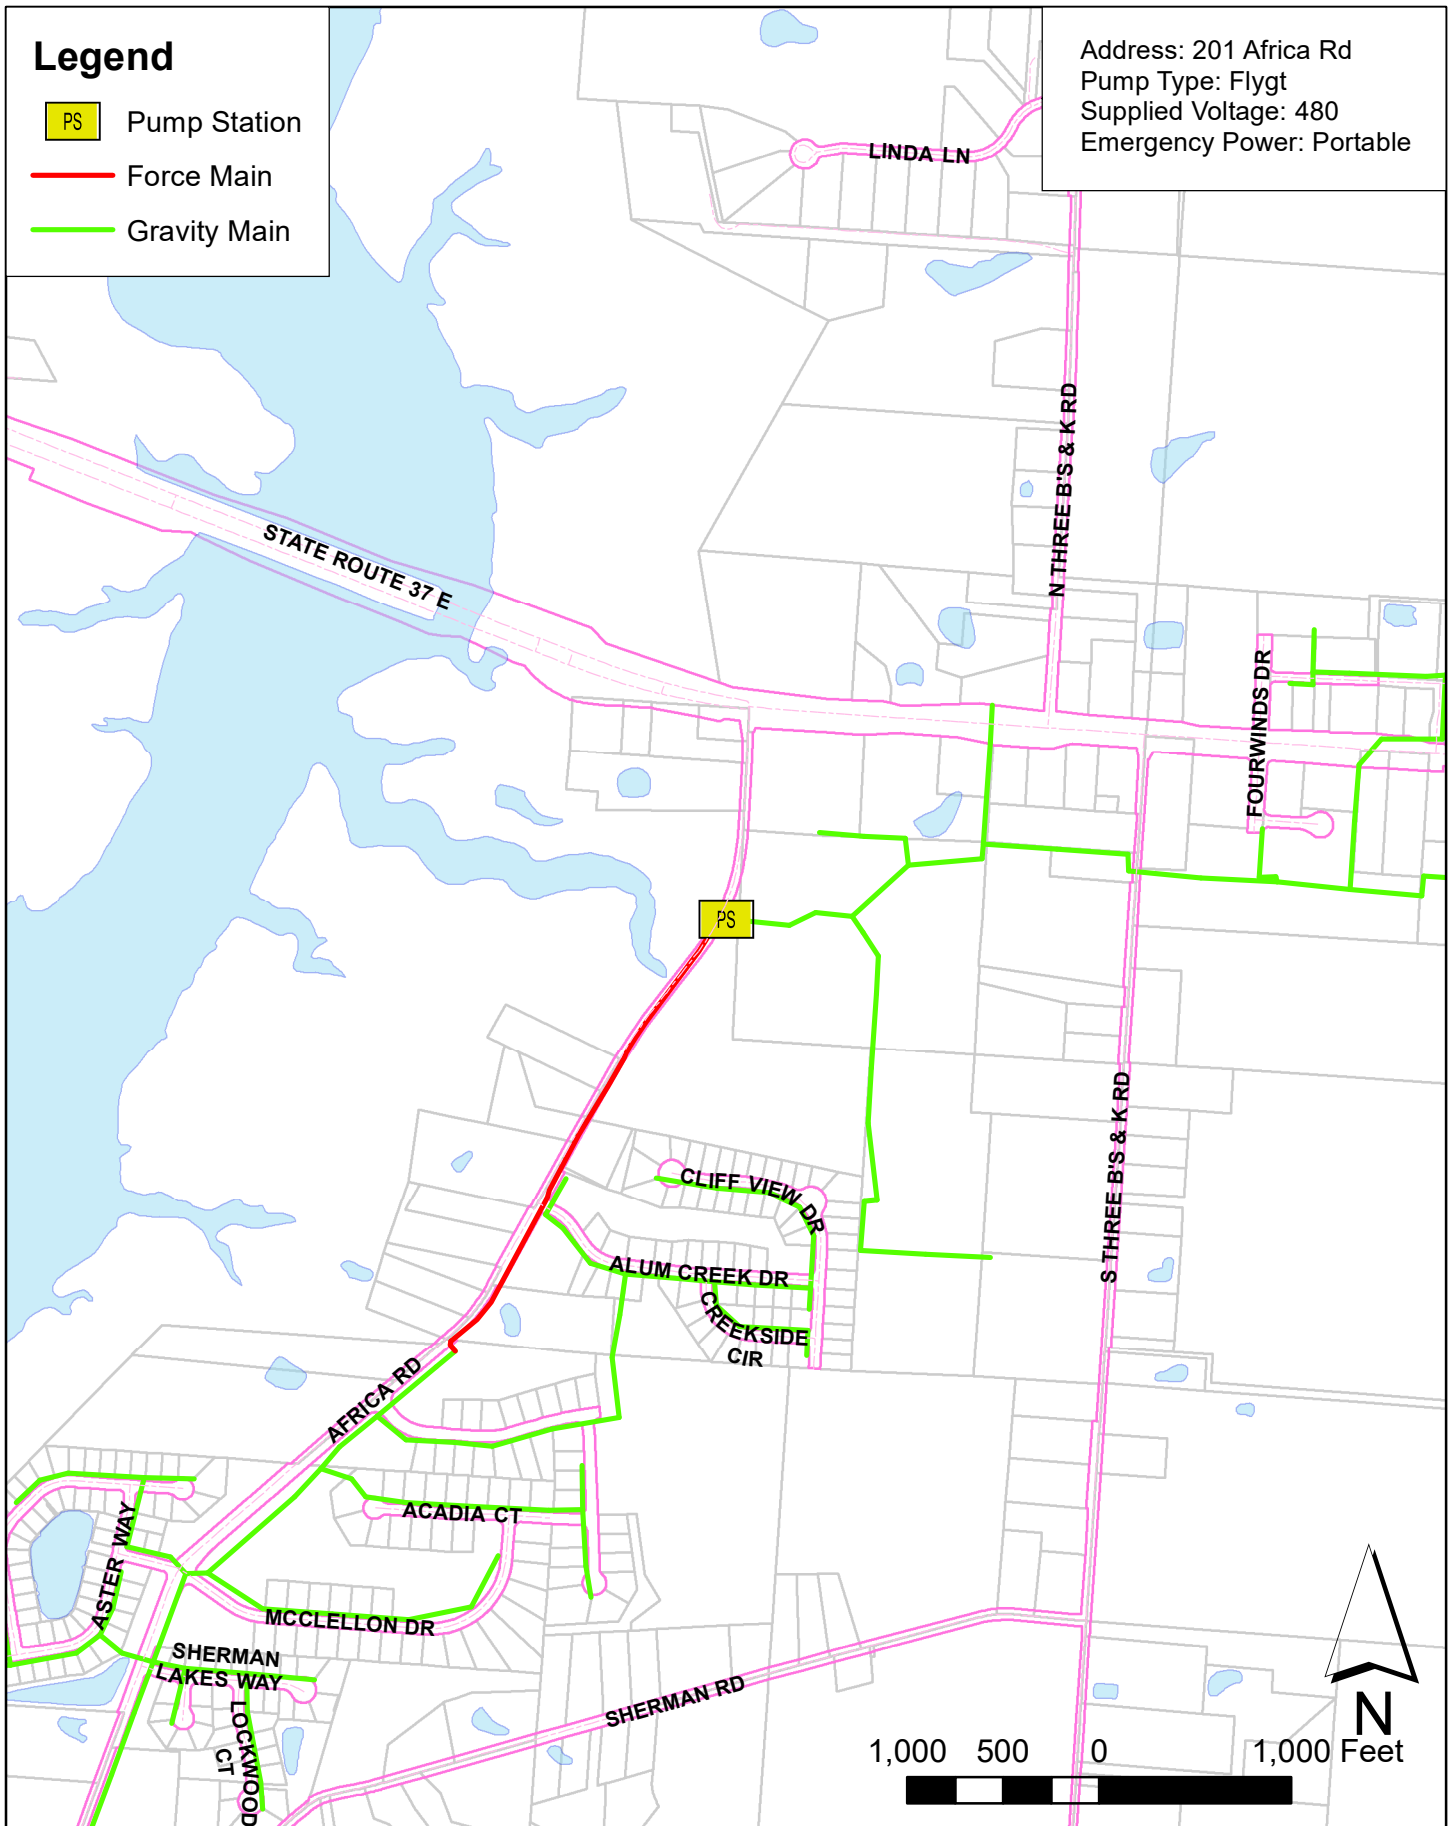 Legend
PS Pump Station
Force Main
Gravity Main
Address: 201 Africa Rd
Pump Type: Flygt
Supplied Voltage: 480
Emergency Power: Portable
LINDA LN
N THREE B'S & K RD
STATE ROUTE 37 E
FOURWINDS DR
PS
S THREE B'S & K RD
CLIFF VIEW DR
ALUM CREEK DR
CREEKSIDE
CIR
AFRICA RD
ACADIA CT
ASTER WAY
MCCLELLON DR
SHERMAN
LAKES WAY
LOCKWOOD
CT
SHERMAN RD
N
1,000 500 0 1,000 Feet